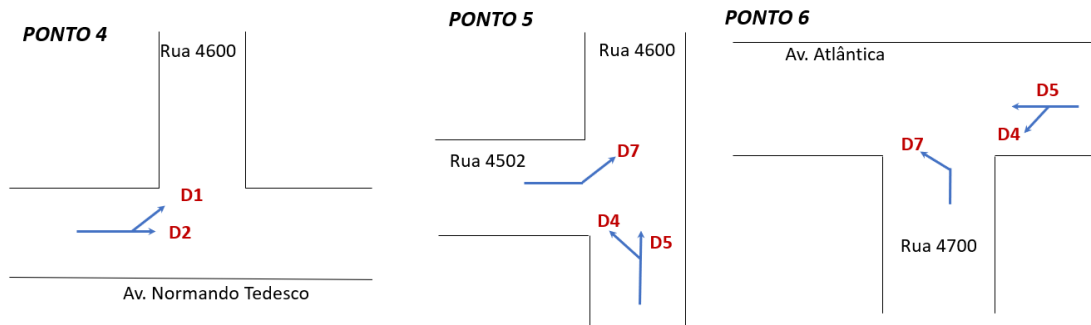 PONTO 4
Rua 4600
D1
D2
Av. Normando Tedesco
PONTO 5
Rua 4600
Rua 4502
D7
D4
D5
PONTO 6
Av. Atlântica
D5
D4
D7
Rua 4700